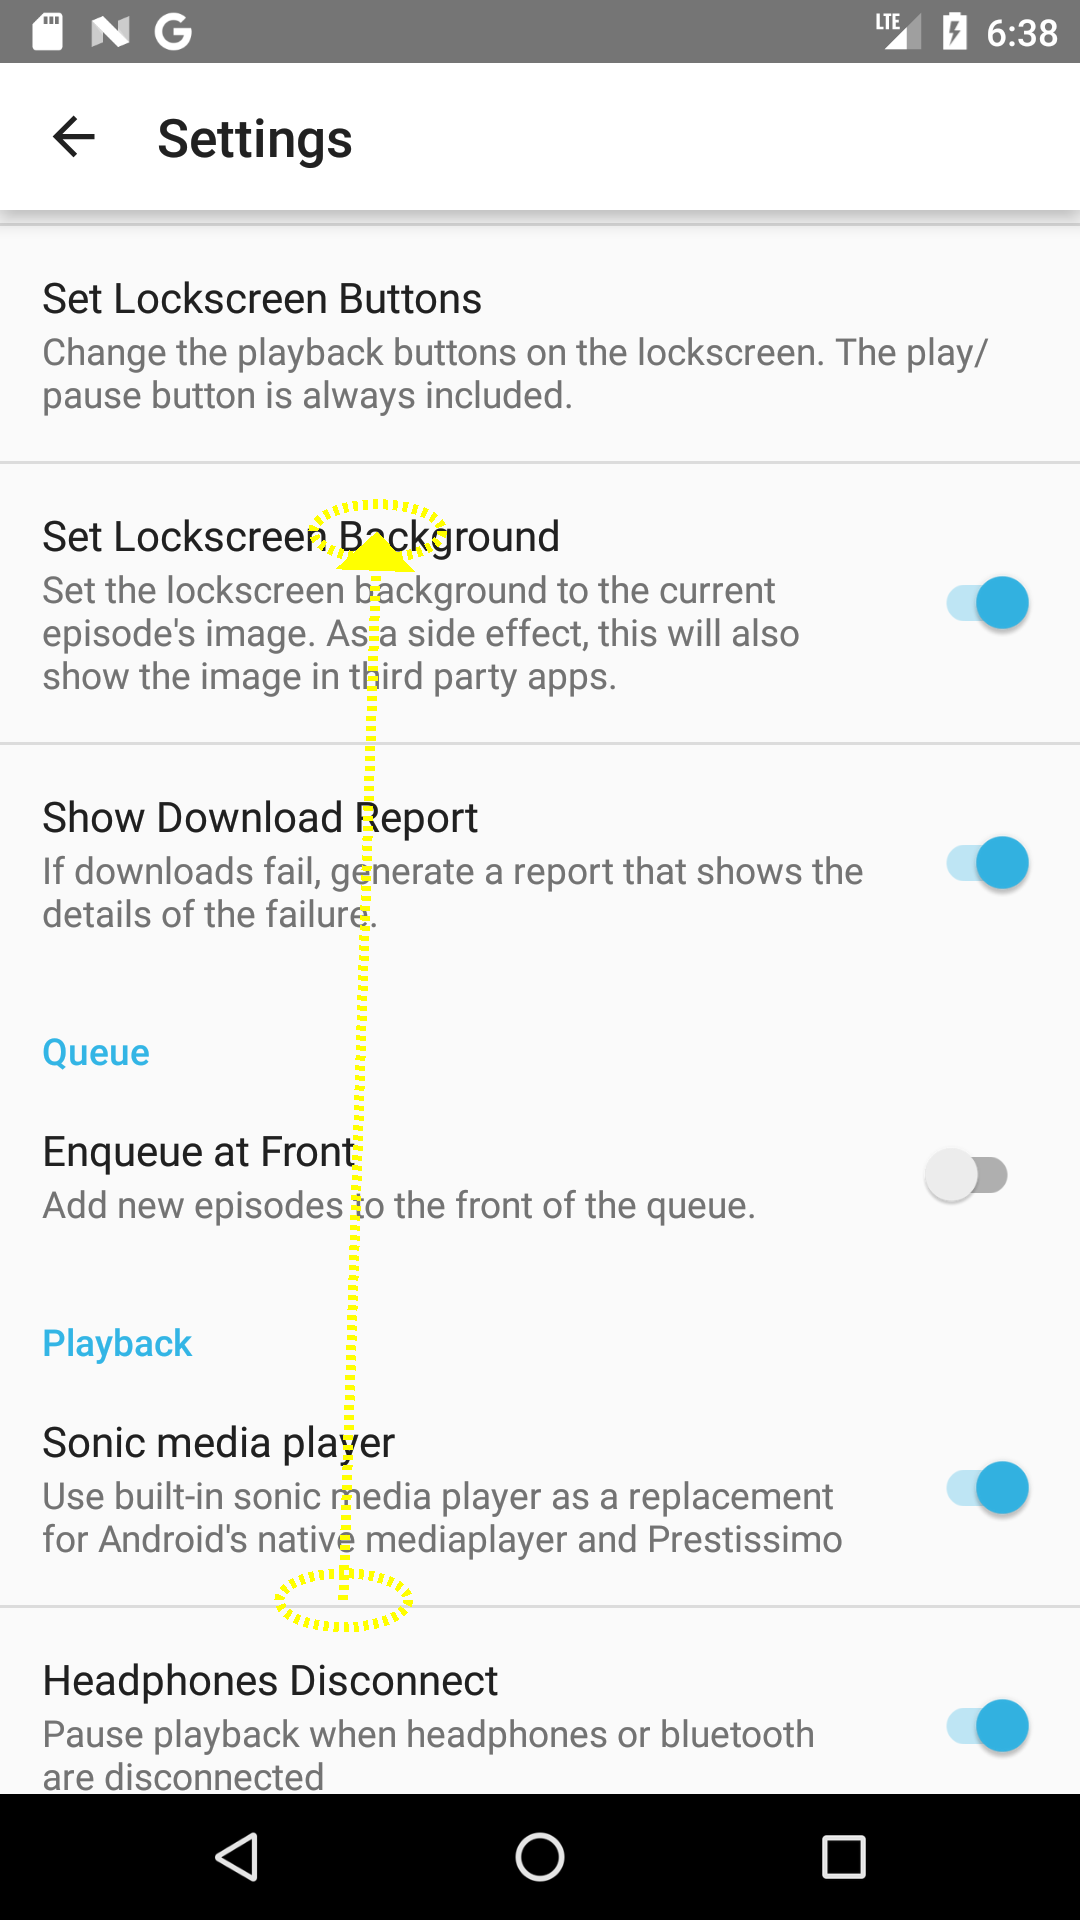 LTE 6:38
Settings
Set Lockscreen Buttons
Change the playback buttons on the lockscreen. The play/
pause button is always included.
Set Lockscreen Background
Set the lockscreen background to the current
episode's image. As a side effect, this will also
show the image in third party apps.
Show Download Report
If downloads fail, generate a report that shows the
details of the failure.
Queue
Enqueue at Front
Add new episodes to the front of the queue.
Playback
Sonic media player
Use built-in sonic media player as a replacement
for Android's native mediaplayer and Prestissimo
Headphones Disconnect
Pause playback when headphones or bluetooth
are disconnected